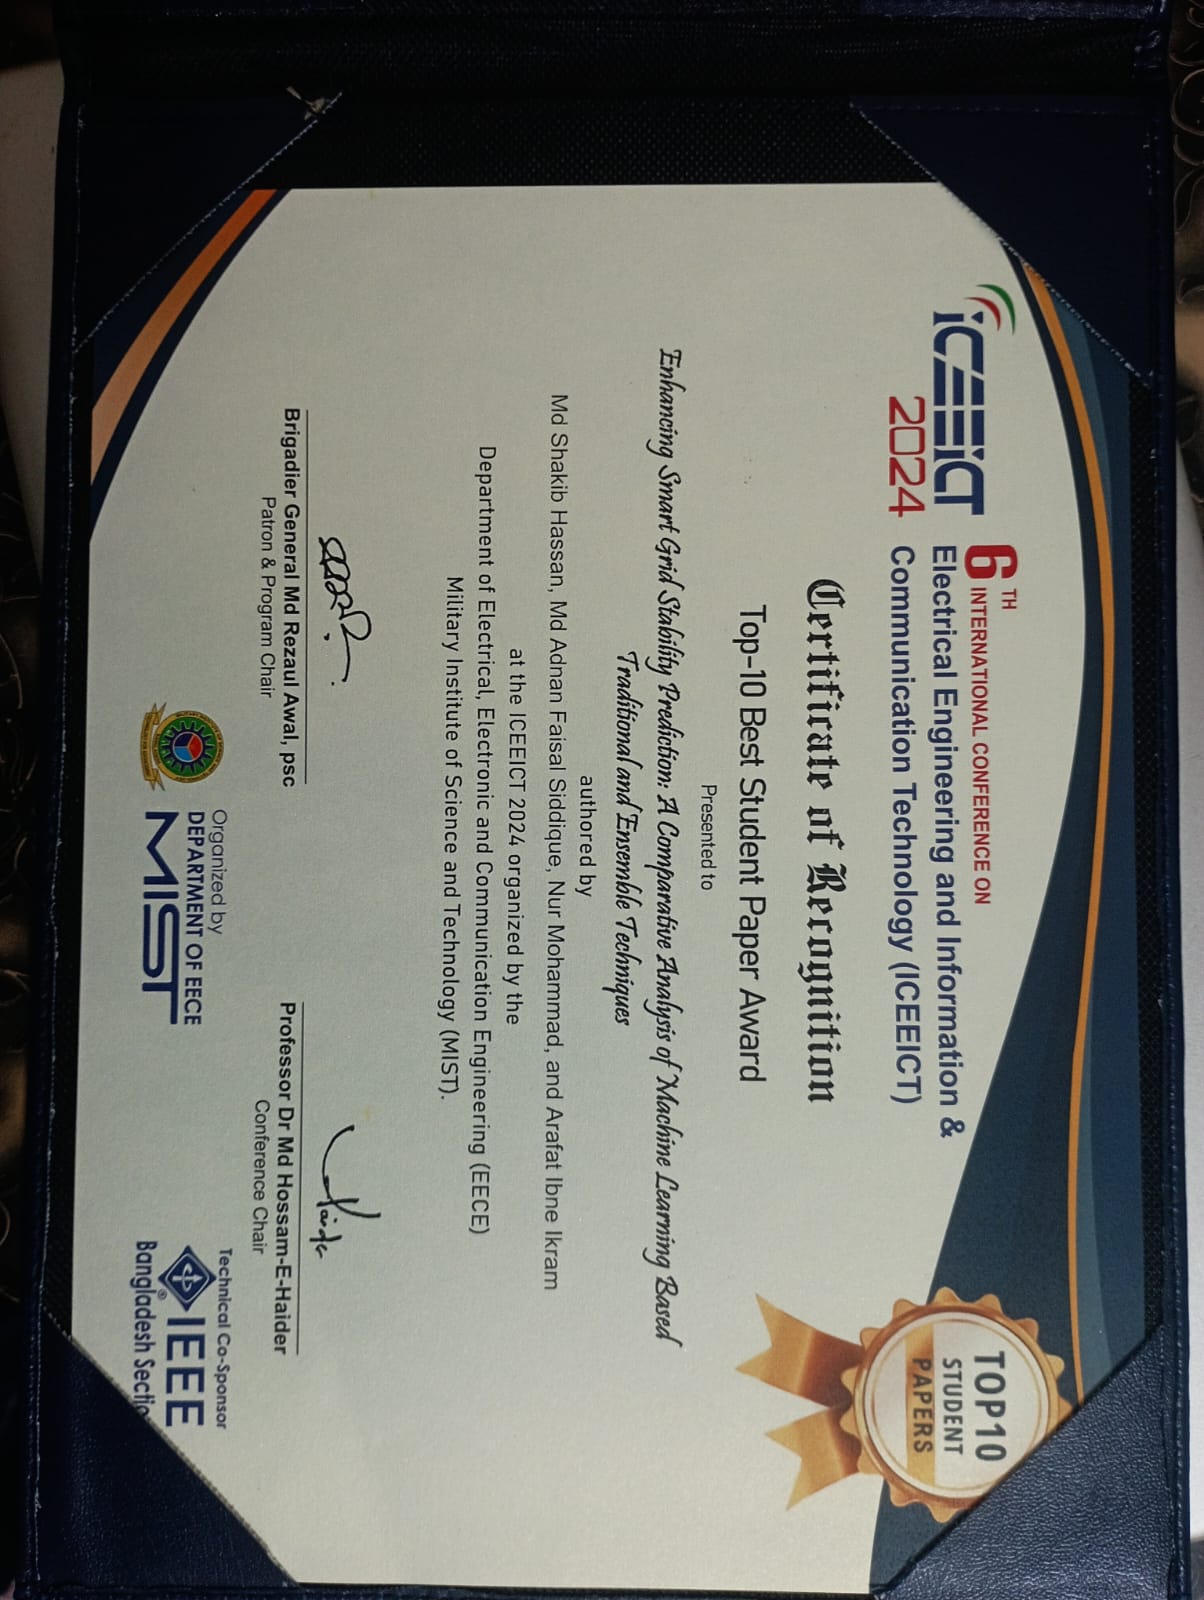 iCEEiCT
2024
6TH INTERNATIONAL CONFERENCE ON
Electrical Engineering and Information &
Communication Technology (ICEEICT)
TOP10
STUDENT
PAPERS
Certificate of Recognition
Top-10 Best Student Paper Award
Presented to
Enhancing Smart Grid Stability Prediction: A Comparative Analysis of Machine Learning Based
Traditional and Ensemble Techniques
authored by
Md Shakib Hassan, Md Adnan Faisal Siddique, Nur Mohammad, and Arafat Ibne Ikram
at the ICEEICT 2024 organized by the
Department of Electrical, Electronic and Communication Engineering (EECE)
Military Institute of Science and Technology (MIST).
Brigadier General Md Rezaul Awal, psc
Patron & Program Chair
Professor Dr Md Hossam-E-Haider
Conference Chair
Organized by
DEPARTMENT OF EECE
MIST
Technical Co-Sponsor
IEEE
Bangladesh